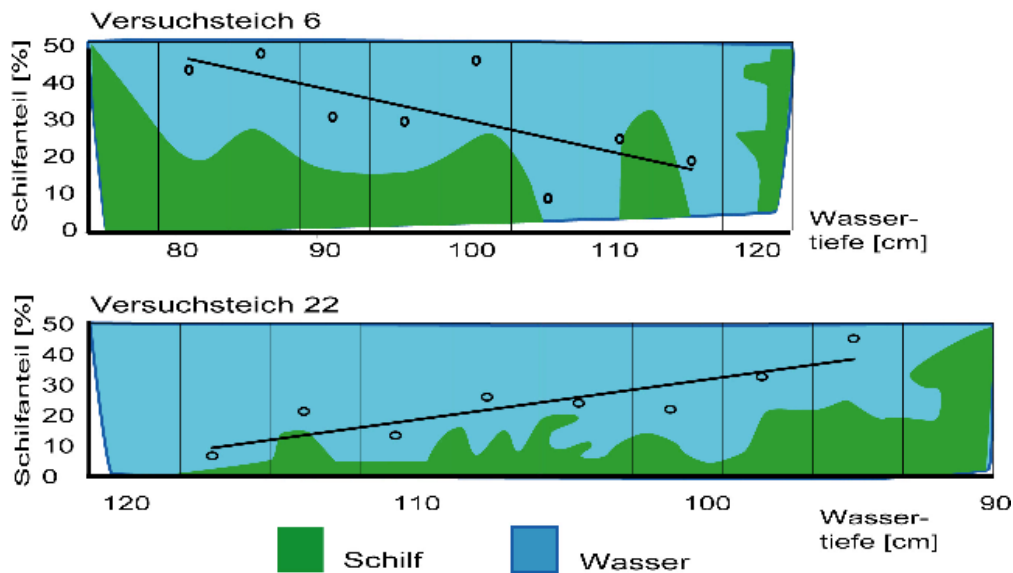 Versuchsteich 6
Schilfanteil [%]
50
40
30
20
10
0
80 90 100 110 120
Wasser-
tiefe [cm]
Versuchsteich 22
Schilfanteil [%]
50
40
30
20
10
0
120 110 100 90
Wasser-
tiefe [cm]
Schilf Wasser